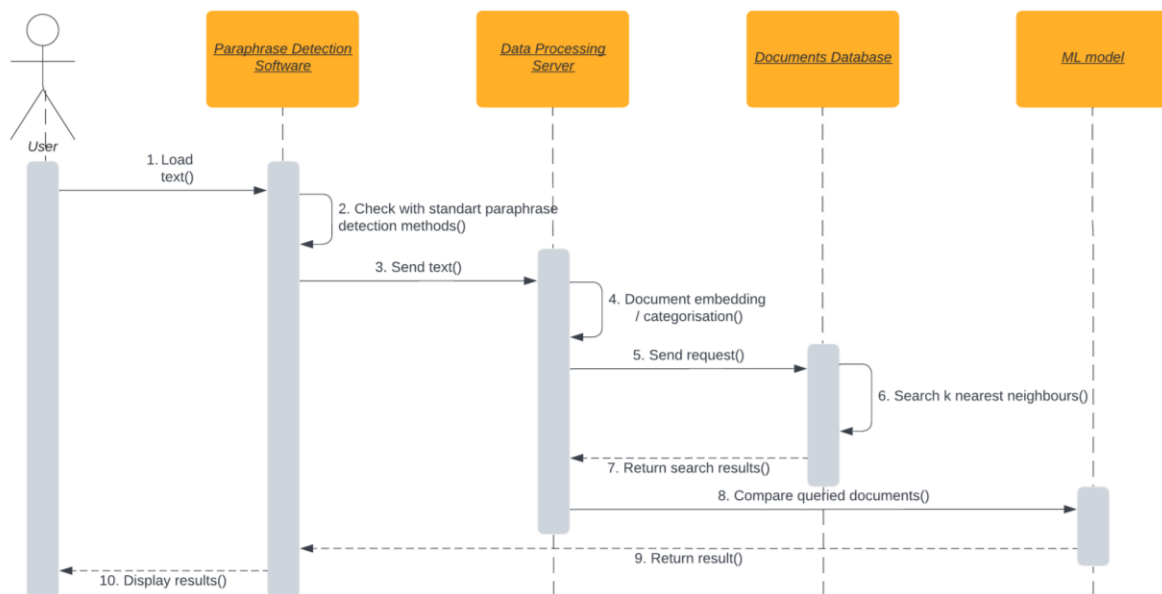 Paraphrase Detection
Software
Data Processing
Server
Documents Database
ML model
User
1. Load
text()
2. Check with standart paraphrase
detection methods()
3. Send text()
4. Document embedding
/ categorisation()
5. Send request()
6. Search k nearest neighbours()
7. Return search results()
8. Compare queried documents()
9. Return result()
10. Display results()